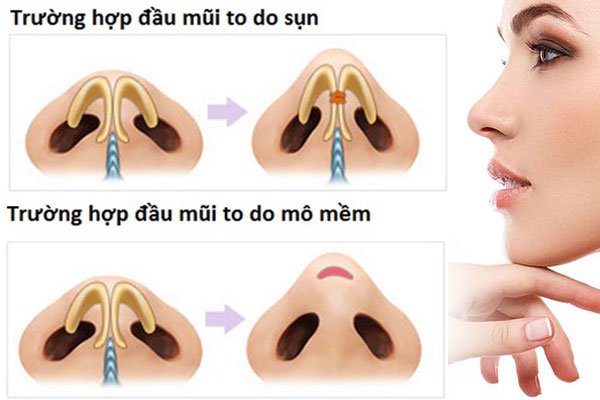 Trường hợp đầu mũi to do sụn
Trường hợp đầu mũi to do mô mềm